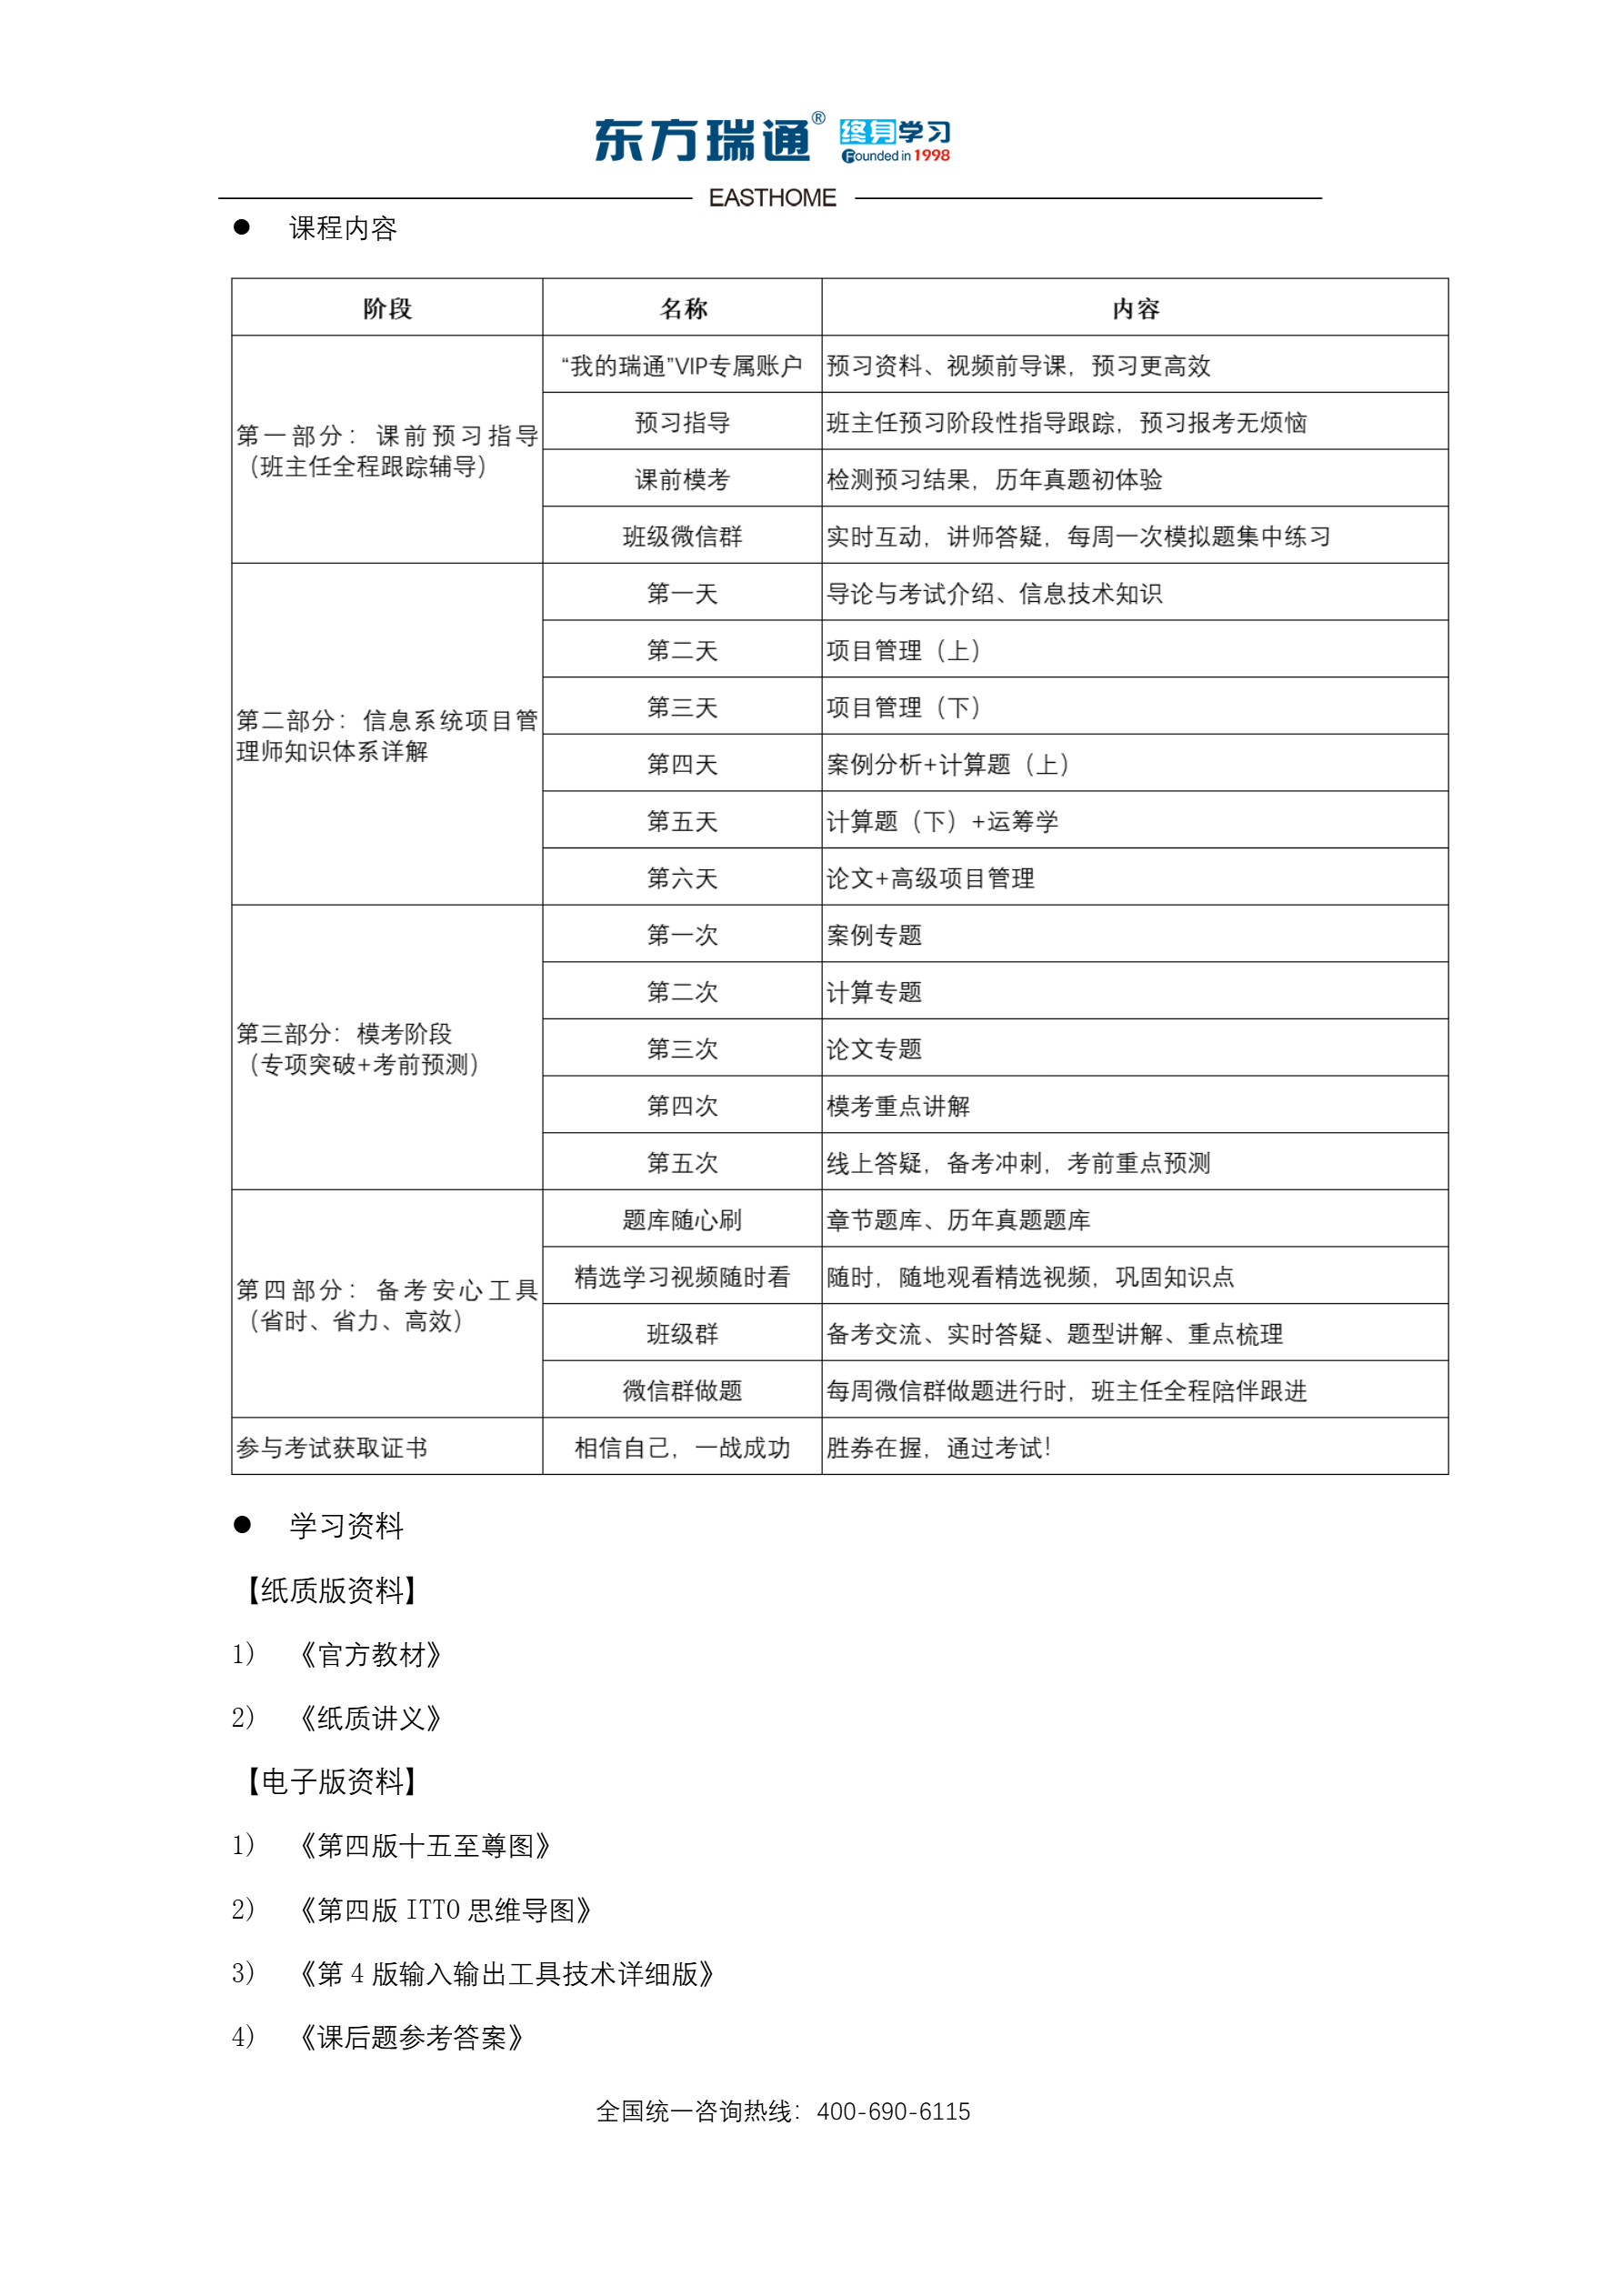 东方瑞通® 终身学习
Founded in 1998
EASTHOME
● 课程内容
阶段 名称 内容
第一部分：课前预习指导
（班主任全程跟踪辅导）
“我的瑞通”VIP专属账户 预习资料、视频前导课，预习更高效
预习指导 班主任预习阶段性指导跟踪，预习报考无烦恼
课前模考 检测预习结果，历年真题初体验
班级微信群 实时互动，讲师答疑，每周一次模拟题集中练习
第二部分：信息系统项目管
理师知识体系详解
第一天 导论与考试介绍、信息技术知识
第二天 项目管理（上）
第三天 项目管理（下）
第四天 案例分析+计算题（上）
第五天 计算题（下）+运筹学
第六天 论文+高级项目管理
第三部分：模考阶段
（专项突破+考前预测）
第一次 案例专题
第二次 计算专题
第三次 论文专题
第四次 模考重点讲解
第五次 线上答疑，备考冲刺，考前重点预测
第四部分：备考安心工具
（省时、省力、高效）
题库随心刷 章节题库、历年真题题库
精选学习视频随时看 随时，随地观看精选视频，巩固知识点
班级群 备考交流、实时答疑、题型讲解、重点梳理
微信群做题 每周微信群做题进行时，班主任全程陪伴跟进
参与考试获取证书 相信自己，一战成功 胜券在握，通过考试！
● 学习资料
【纸质版资料】
1) 《官方教材》
2) 《纸质讲义》
【电子版资料】
1) 《第四版十五至尊图》
2) 《第四版 ITTO 思维导图》
3) 《第 4 版输入输出工具技术详细版》
4) 《课后题参考答案》
全国统一咨询热线：400-690-6115